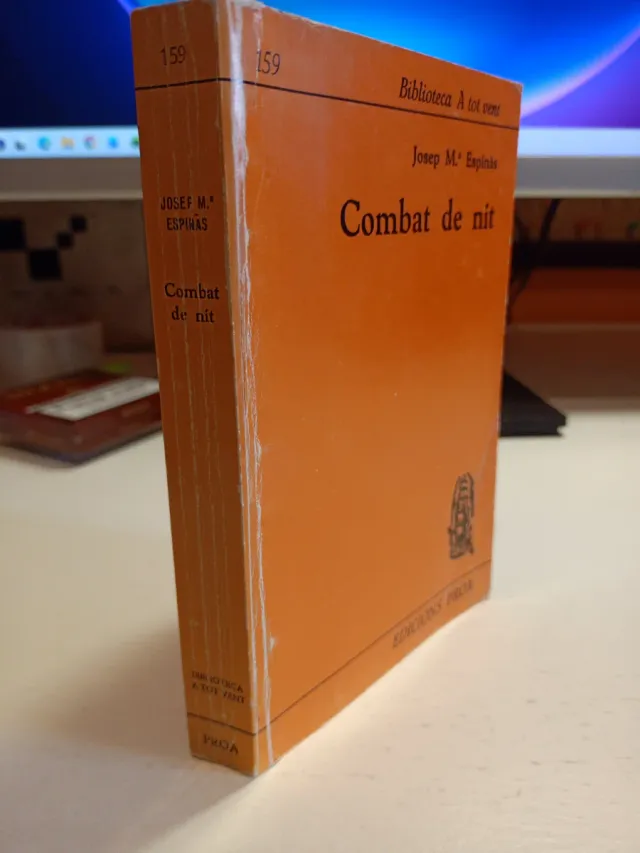 159
JOSEP M.ª
ESPINÀS
Combat
de nit
BIBLIOTECA
A TOT VENT
PROA
159
Biblioteca A tot vent
Josep M.ª Espinàs
Combat de nit
EDICIONS PROA